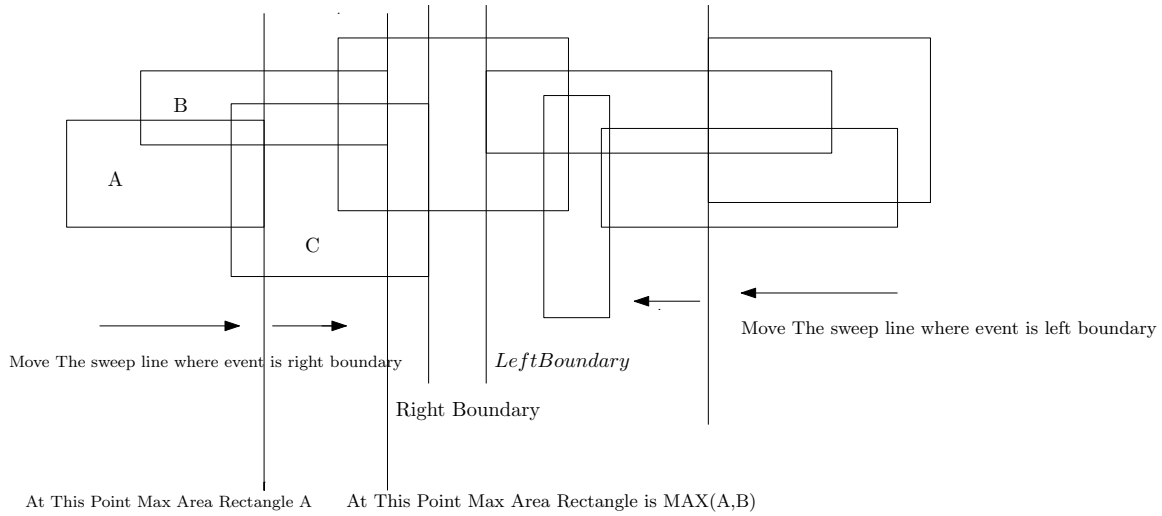 B
A
C
Move The sweep line where event is left boundary
Move The sweep line where event is right boundary
LeftBoundary
Right Boundary
At This Point Max Area Rectangle A
At This Point Max Area Rectangle is MAX(A,B)